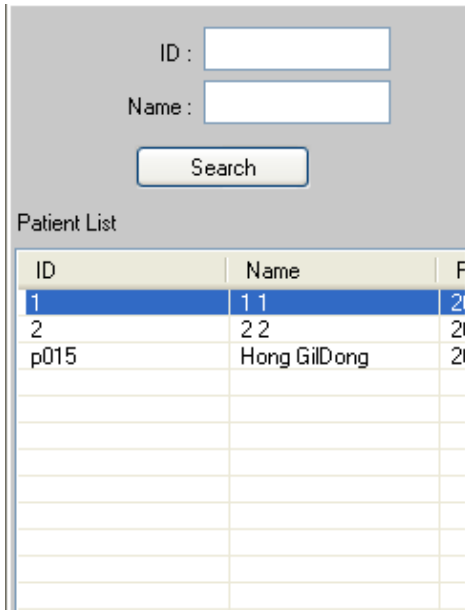 ID :
Name :
Search
Patient List
ID Name
1 1 1
2 2 2
p015 Hong GilDong